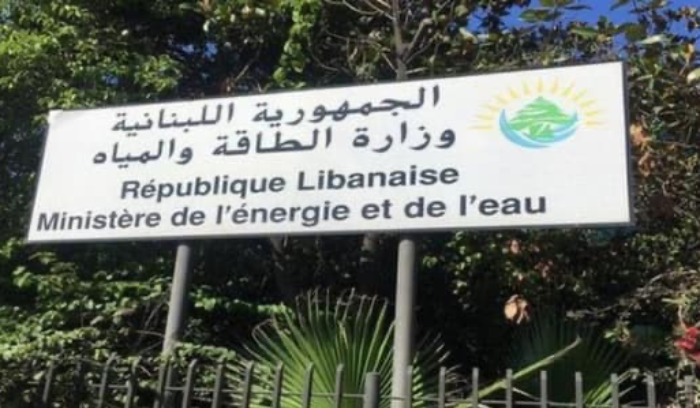 الجمهورية اللبنانية
وزارة الطاقة والمياه
République Libanaise
Ministère de l'énergie et de l'eau